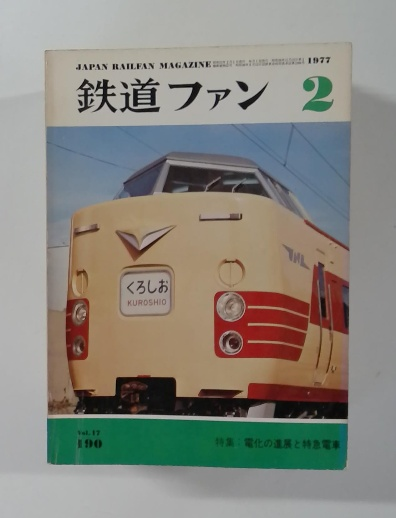 JAPAN RAILFAN MAGAZINE 1977
鉄道ファン 2
くろしお
KUROSHIO
JNR
Vol. 17
190
特集：電化の進展と特急電車